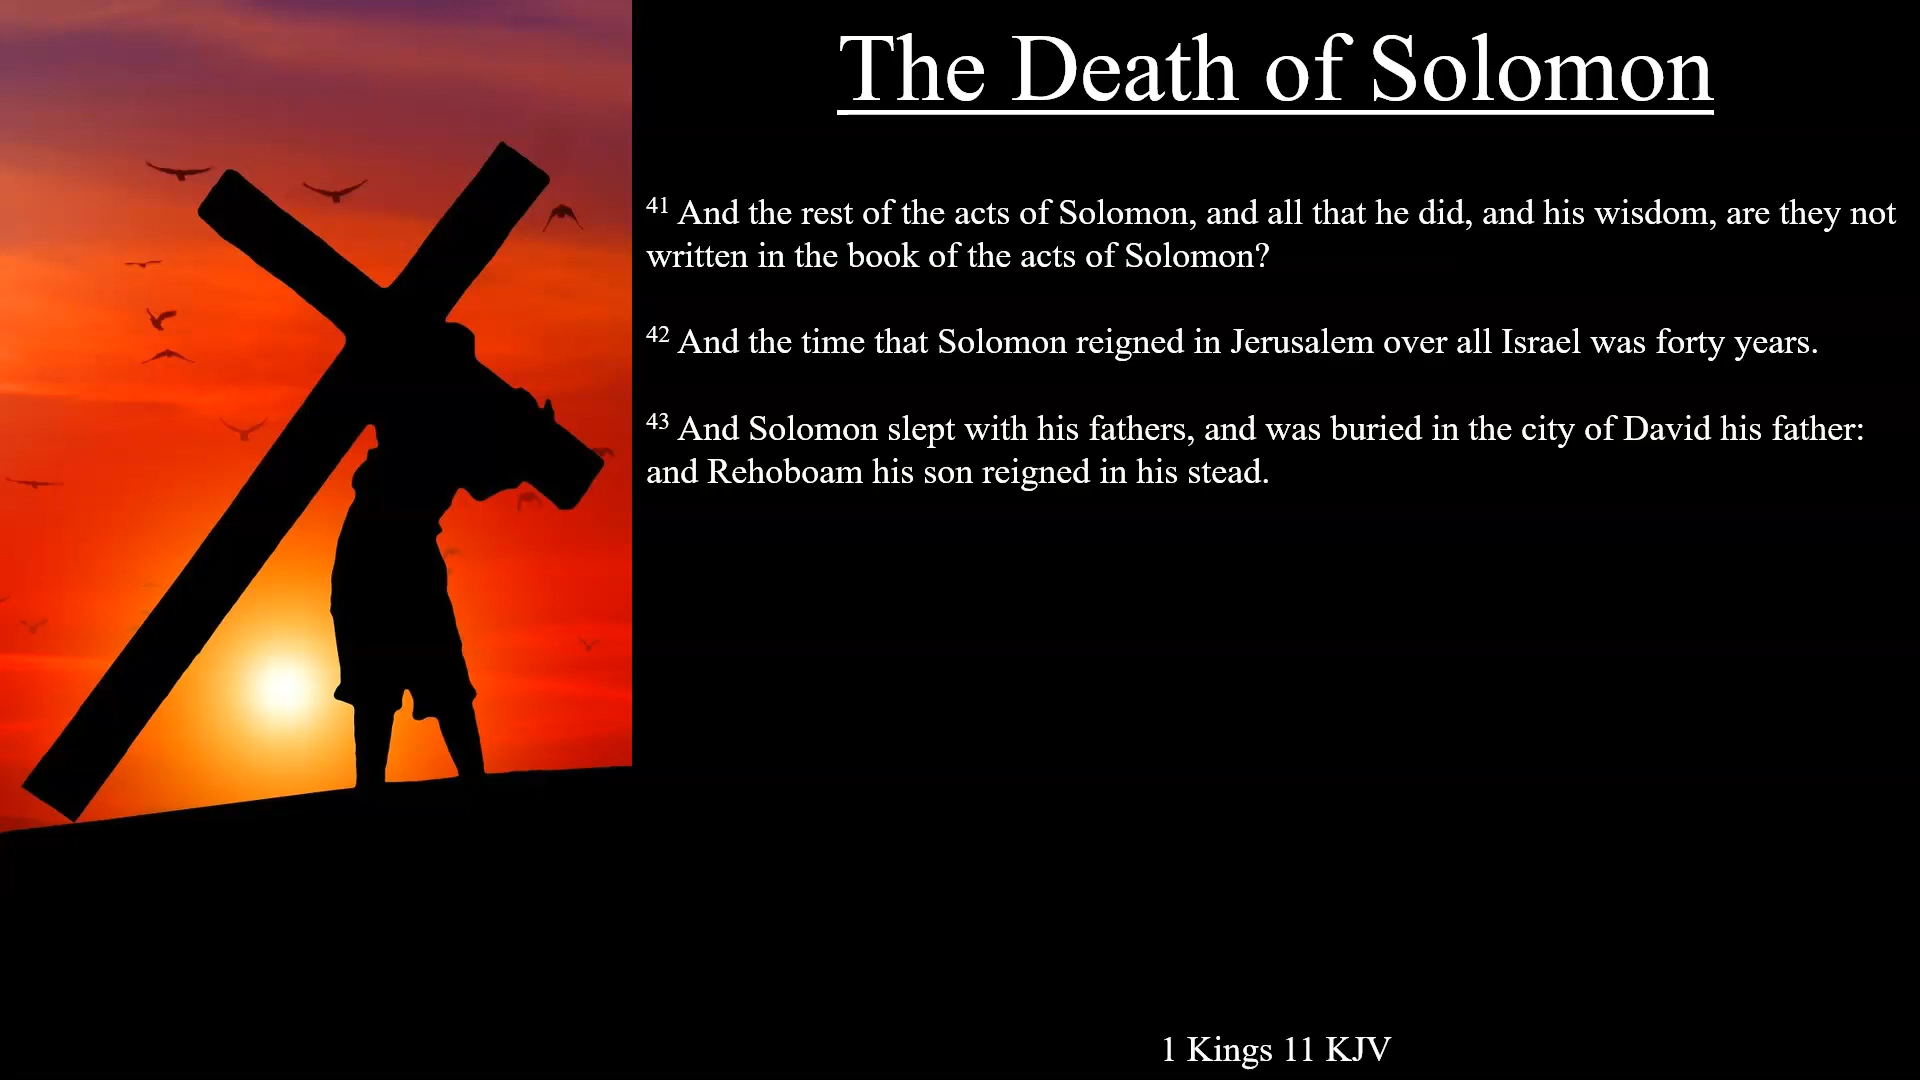 The Death of Solomon
41 And the rest of the acts of Solomon, and all that he did, and his wisdom, are they not
written in the book of the acts of Solomon?
42 And the time that Solomon reigned in Jerusalem over all Israel was forty years.
43 And Solomon slept with his fathers, and was buried in the city of David his father:
and Rehoboam his son reigned in his stead.
1 Kings 11 KJV